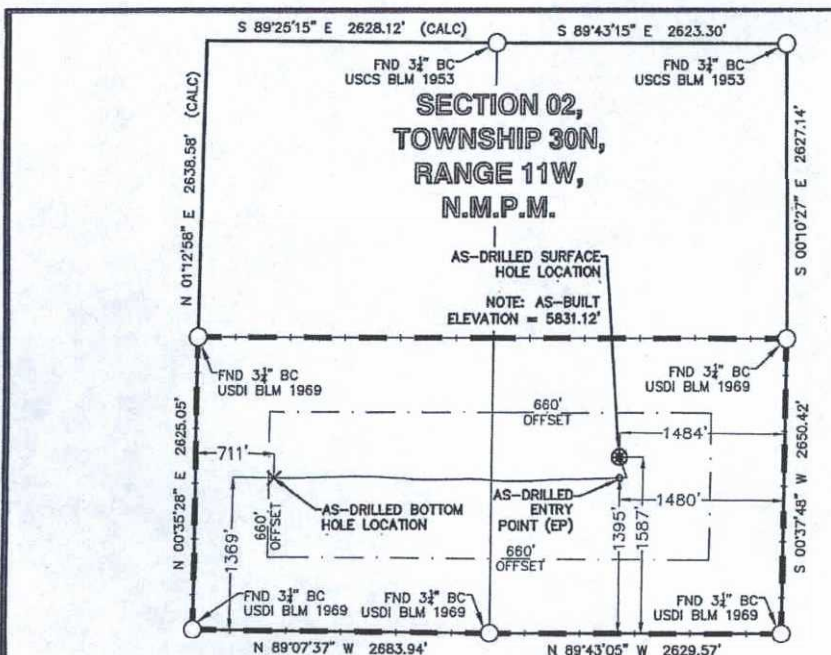 S 89°25'15" E 2628.12' (CALC)
S 89°43'15" E 2623.30'
FND 3¼" BC
USCS BLM 1953
FND 3¼" BC
USCS BLM 1953
N 01°12'58" E 2638.58' (CALC)
SECTION 02,
TOWNSHIP 30N,
RANGE 11W,
N.M.P.M.
S 00°10'27" E 2627.14'
AS-DRILLED SURFACE
HOLE LOCATION
NOTE: AS-BUILT
ELEVATION = 5831.12'
FND 3¼" BC
USDI BLM 1969
FND 3¼" BC
USDI BLM 1969
N 00°35'28" E 2625.05'
660'
OFFSET
1484'
S 00°37'48" W 2650.42'
711'
AS-DRILLED BOTTOM
HOLE LOCATION
AS-DRILLED
ENTRY
POINT (EP)
1480'
1369'
660'
OFFSET
1395'
1587'
660'
OFFSET
FND 3¼" BC
USDI BLM 1969
FND 3¼" BC
USDI BLM 1969
FND 3¼" BC
USDI BLM 1969
N 89°07'37" W 2683.94'
N 89°43'05" W 2629.57'